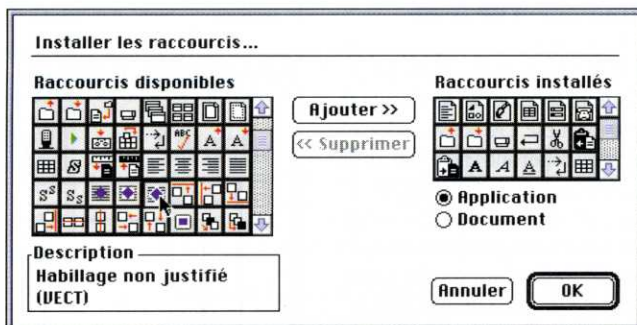 Installer les raccourcis...
Raccourcis disponibles
Raccourcis installés
Ajouter >>
<< Supprimer
Application
Document
Description
Habillage non justifié
(VECT)
Annuler
OK